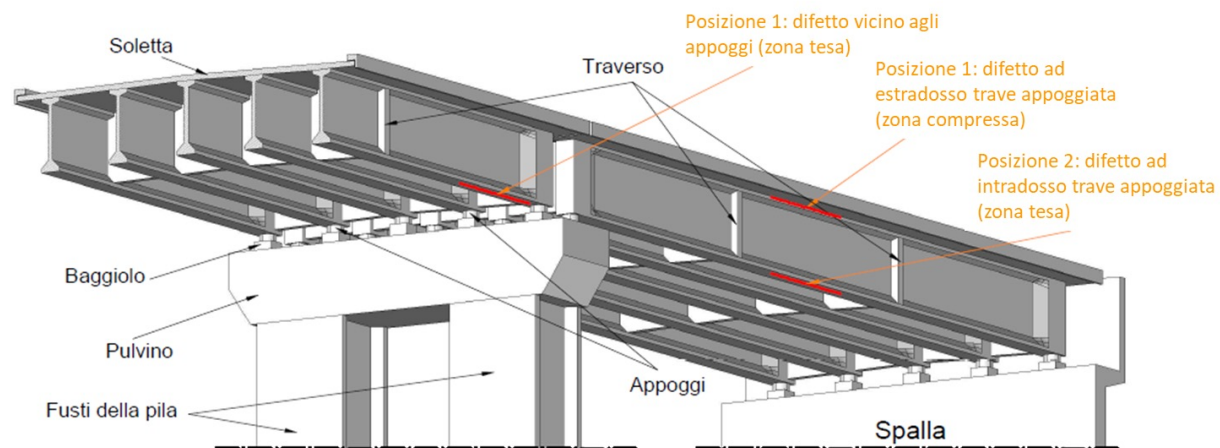 Posizione 1: difetto vicino agli
appoggi (zona tesa)
Soletta
Traverso
Posizione 1: difetto ad
estradosso trave appoggiata
(zona compressa)
Posizione 2: difetto ad
intradosso trave appoggiata
(zona tesa)
Baggiolo
Pulvino
Appoggi
Fusti della pila
Spalla